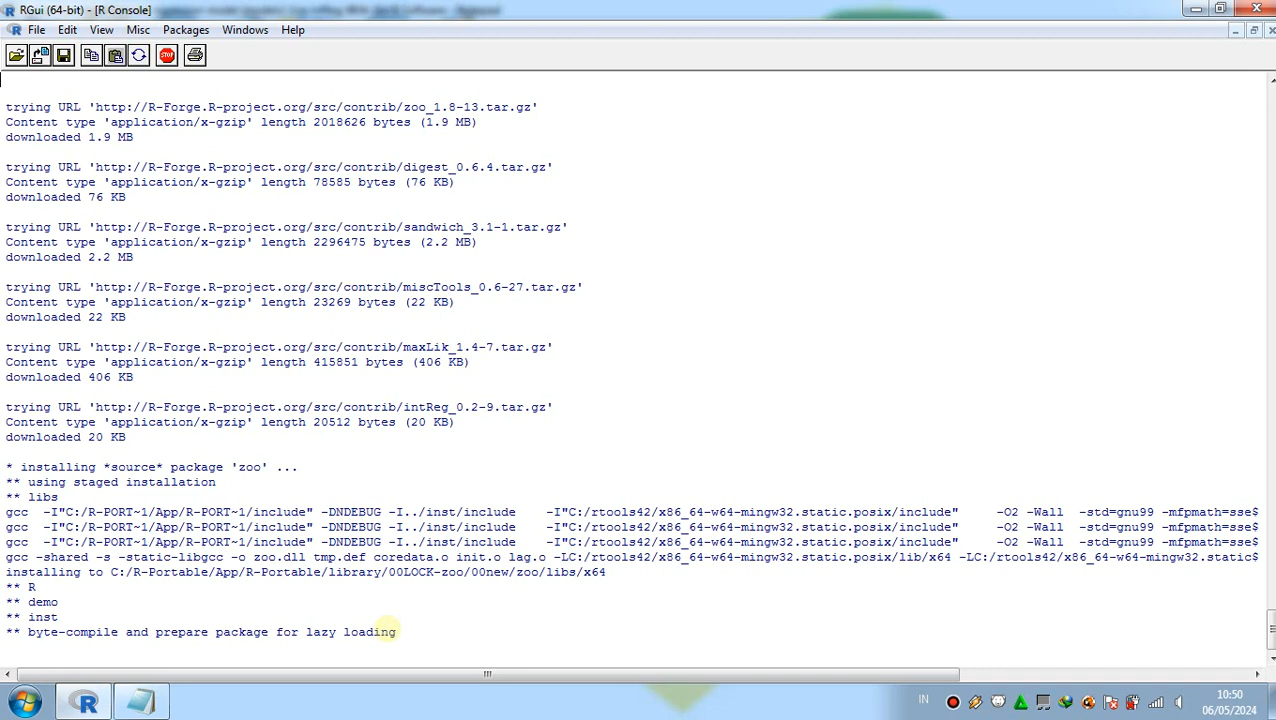 RGui (64-bit) - [R Console]
File Edit View Misc Packages Windows Help
STOP
trying URL 'http://R-Forge.R-project.org/src/contrib/zoo_1.8-13.tar.gz'
Content type 'application/x-gzip' length 2018626 bytes (1.9 MB)
downloaded 1.9 MB
trying URL 'http://R-Forge.R-project.org/src/contrib/digest_0.6.4.tar.gz'
Content type 'application/x-gzip' length 78585 bytes (76 KB)
downloaded 76 KB
trying URL 'http://R-Forge.R-project.org/src/contrib/sandwich_3.1-1.tar.gz'
Content type 'application/x-gzip' length 2296475 bytes (2.2 MB)
downloaded 2.2 MB
trying URL 'http://R-Forge.R-project.org/src/contrib/miscTools_0.6-27.tar.gz'
Content type 'application/x-gzip' length 23269 bytes (22 KB)
downloaded 22 KB
trying URL 'http://R-Forge.R-project.org/src/contrib/maxLik_1.4-7.tar.gz'
Content type 'application/x-gzip' length 415851 bytes (406 KB)
downloaded 406 KB
trying URL 'http://R-Forge.R-project.org/src/contrib/intReg_0.2-9.tar.gz'
Content type 'application/x-gzip' length 20512 bytes (20 KB)
downloaded 20 KB
* installing *source* package 'zoo' ...
** using staged installation
** libs
gcc -I"C:/R-PORT~1/App/R-PORT~1/include" -DNDEBUG -I../inst/include -I"C:/rtools42/x86_64-w64-mingw32.static.posix/include" -O2 -Wall -std=gnu99 -mfpmath=sse$
gcc -I"C:/R-PORT~1/App/R-PORT~1/include" -DNDEBUG -I../inst/include -I"C:/rtools42/x86_64-w64-mingw32.static.posix/include" -O2 -Wall -std=gnu99 -mfpmath=sse$
gcc -I"C:/R-PORT~1/App/R-PORT~1/include" -DNDEBUG -I../inst/include -I"C:/rtools42/x86_64-w64-mingw32.static.posix/include" -O2 -Wall -std=gnu99 -mfpmath=sse$
gcc -shared -s -static-libgcc -o zoo.dll tmp.def coredata.o init.o lag.o -LC:/rtools42/x86_64-w64-mingw32.static.posix/lib/x64 -LC:/rtools42/x86_64-w64-mingw32.static$
installing to C:/R-Portable/App/R-Portable/library/00LOCK-zoo/00new/zoo/libs/x64
** R
** demo
** inst
** byte-compile and prepare package for lazy loading
IN
10:50
06/05/2024